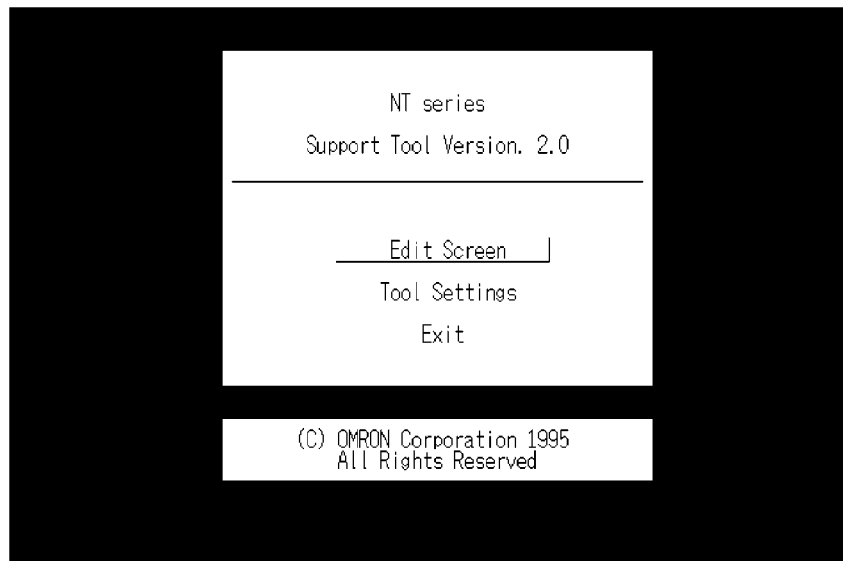 NT series
Support Tool Version. 2.0
Edit Screen
Tool Settings
Exit
(C) OMRON Corporation 1995
All Rights Reserved